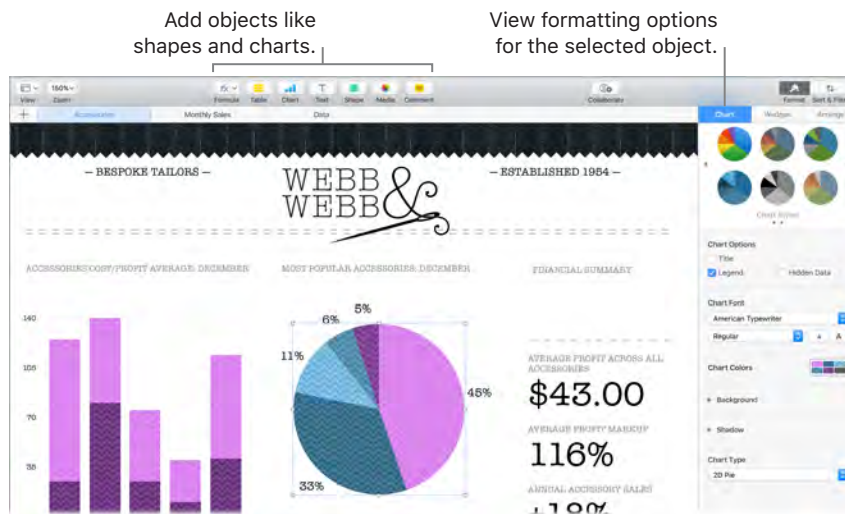 Add objects like
shapes and charts.
View formatting options
for the selected object.
150%
View
Zoom
Formula
Table
Chart
Text
Shape
Media
Comment
Collaborate
Format
Sort & Filter
Accessories
Monthly Sales
Data
Chart
Wedges
Arrange
– BESPOKE TAILORS –
WEBB &
WEBB
– ESTABLISHED 1954 –
Chart Styles
Chart Options
Title
Legend
Hidden Data
Chart Font
American Typewriter
Regular
A
Chart Colors
Background
Shadow
Chart Type
2D Pie
ACCESSORIES COST/PROFIT AVERAGE: DECEMBER
140
105
70
35
MOST POPULAR ACCESSORIES: DECEMBER
5%
6%
11%
45%
33%
FINANCIAL SUMMARY
AVERAGE PROFIT ACROSS ALL
ACCESSORIES
$43.00
AVERAGE PROFIT MARKUP
116%
ANNUAL ACCESSORY SALES
+18%